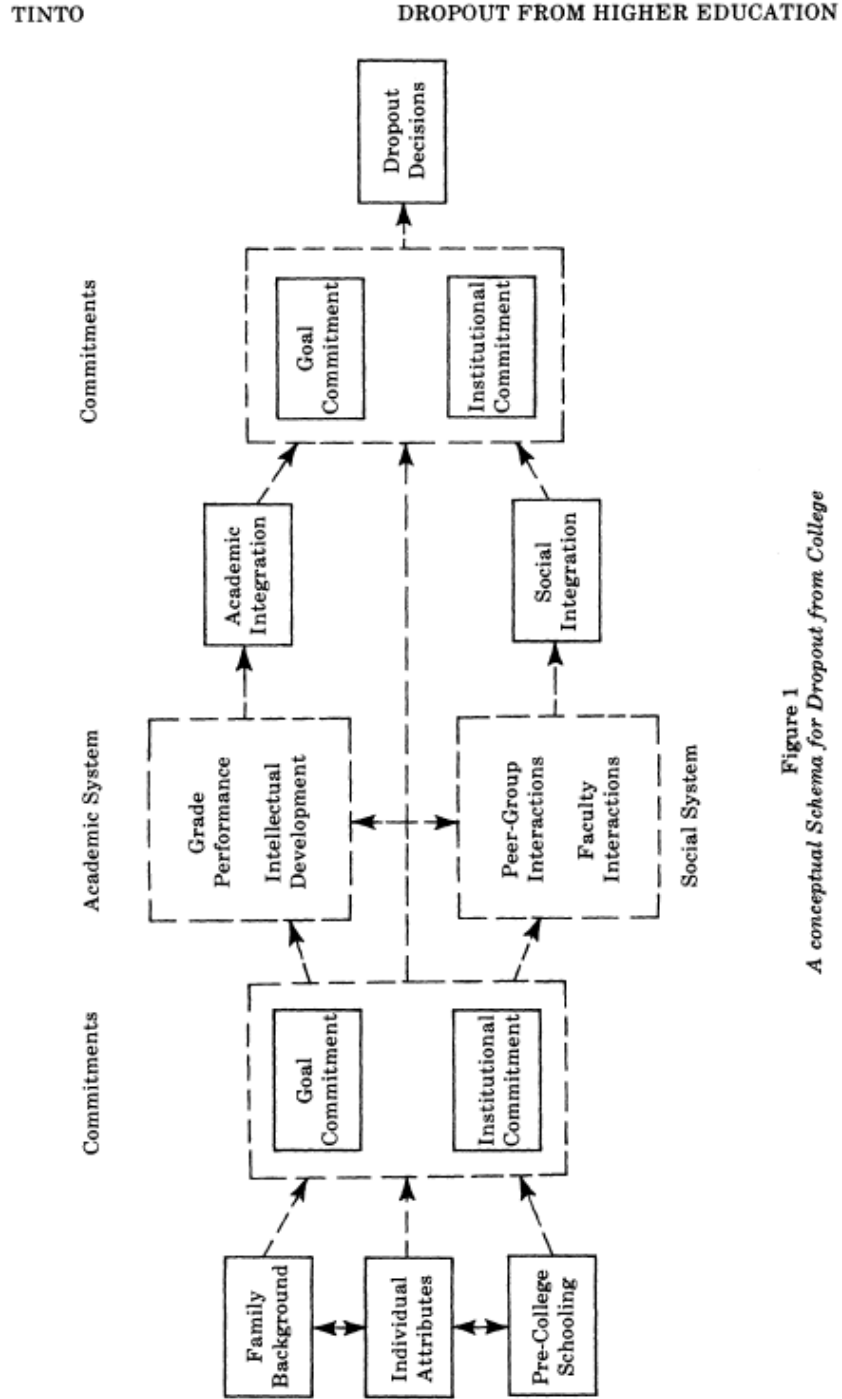 TINTO
DROPOUT FROM HIGHER EDUCATION
Commitments
Academic System
Commitments
Family
Background
Individual
Attributes
Pre-College
Schooling
Goal
Commitment
Institutional
Commitment
Grade
Performance
Intellectual
Development
Peer-Group
Interactions
Faculty
Interactions
Social System
Academic
Integration
Social
Integration
Goal
Commitment
Institutional
Commitment
Dropout
Decisions
Figure 1
A conceptual Schema for Dropout from College